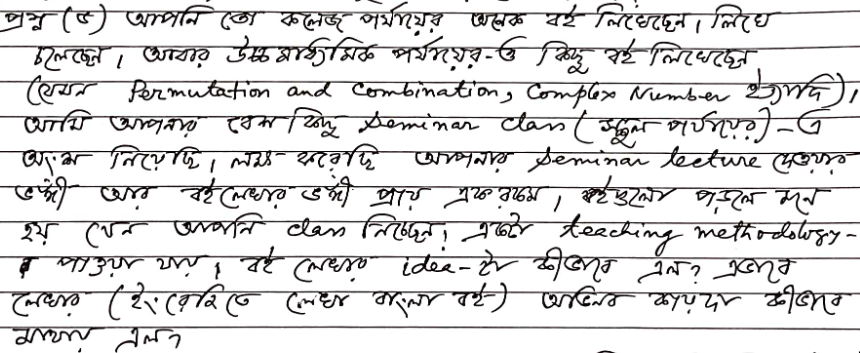 প্রশ্ন (৫) আপনি তো কলেজ পর্যায়ের অনেক বই লিখেছেন, লিখে
চলেছেন, আবার উচ্চমাধ্যমিক পর্যায়ের-ও কিছু বই লিখেছেন
(যেমন Permutation and Combination, Complex Number ইত্যাদি),
আমি আপনার বেশ কিছু Seminar Class (স্কুল পর্যায়ের)-এ
অংশ নিয়েছি, লক্ষ করেছি আপনার Seminar lecture দেওয়ার
ভঙ্গী আর বই লেখার ভঙ্গী প্রায় একরকম, বইগুলো পড়লে মনে
হয় যেন আপনি class নিচ্ছেন, একটা teaching methodology-
র পাওয়া যায়, বই লেখার idea-টা কীভাবে এল? এভাবে
লেখার (ইংরেজিতে লেখা বাংলা বই) অভিনব কায়দা কীভাবে
মাথায় এল?